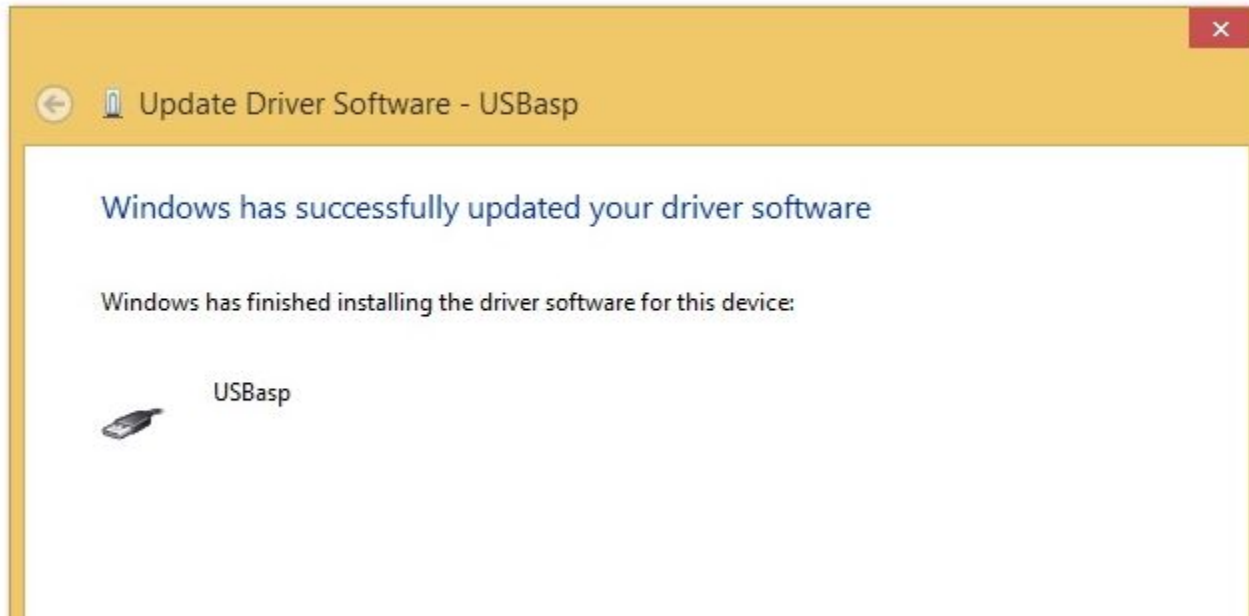 Update Driver Software - USBasp
Windows has successfully updated your driver software
Windows has finished installing the driver software for this device:
USBasp